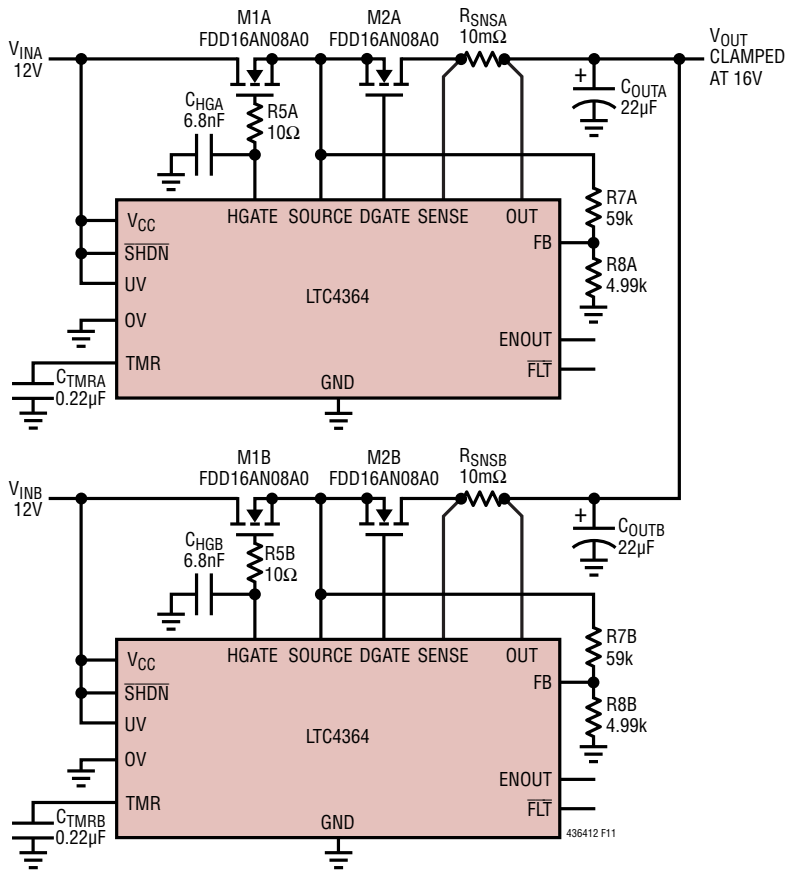 M1A
FDD16AN08A0
M2A
FDD16AN08A0
RSNSA
10mΩ
VINA
12V
VOUT
CLAMPED
AT 16V
+
COUTA
22µF
CHGA
6.8nF
R5A
10Ω
R7A
59k
R8A
4.99k
VCC
SHDN
UV
OV
TMR
HGATE
SOURCE
DGATE
SENSE
OUT
FB
LTC4364
ENOUT
FLT
GND
CTMRA
0.22µF
M1B
FDD16AN08A0
M2B
FDD16AN08A0
RSNSB
10mΩ
VINB
12V
+
COUTB
22µF
CHGB
6.8nF
R5B
10Ω
R7B
59k
R8B
4.99k
VCC
SHDN
UV
OV
TMR
HGATE
SOURCE
DGATE
SENSE
OUT
FB
LTC4364
ENOUT
FLT
GND
CTMRB
0.22µF
436412 F11